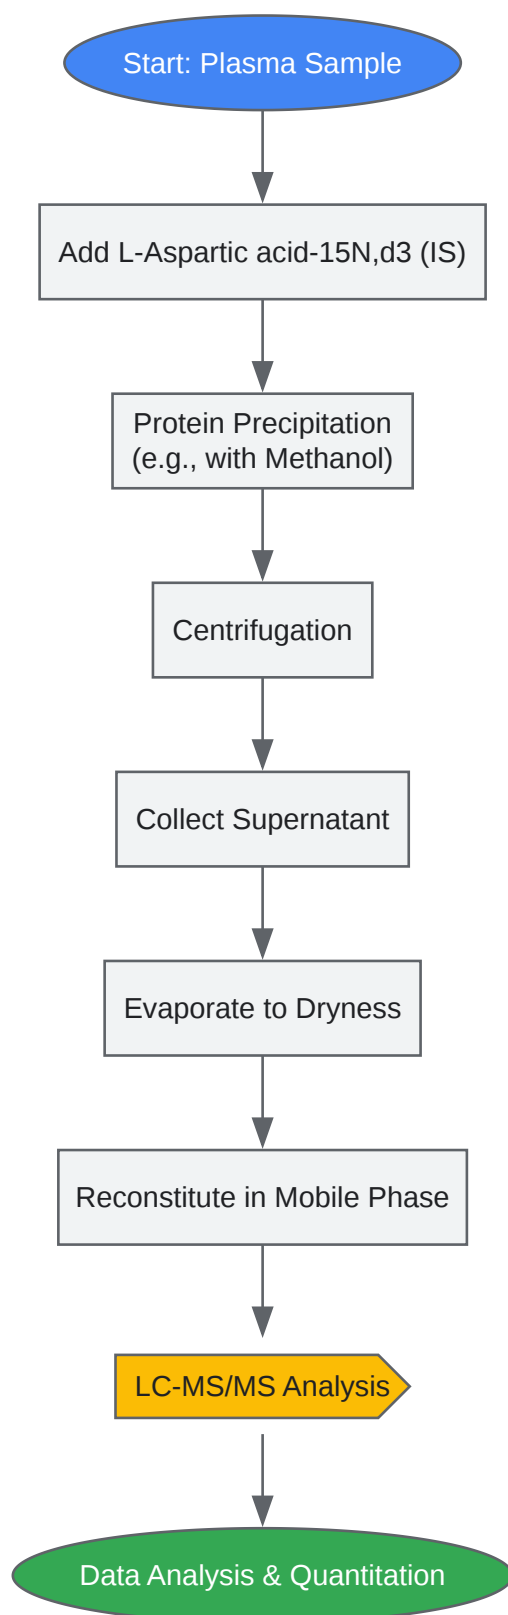 Start: Plasma Sample
Add L-Aspartic acid-15N,d3 (IS)
Protein Precipitation
(e.g., with Methanol)
Centrifugation
Collect Supernatant
Evaporate to Dryness
Reconstitute in Mobile Phase
LC-MS/MS Analysis
Data Analysis & Quantitation